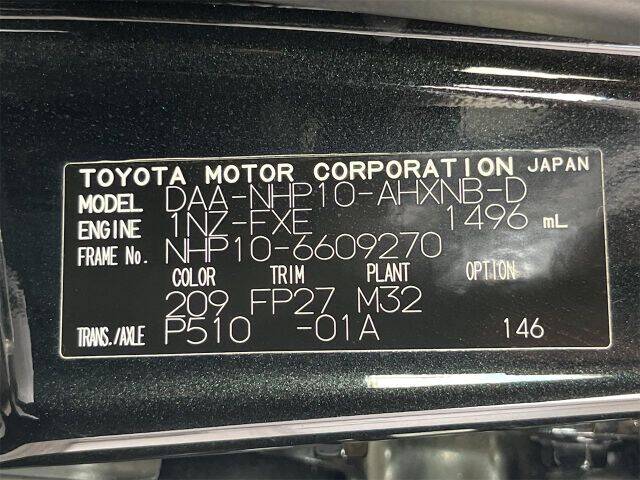 TOYOTA MOTOR CORPORATION JAPAN
MODEL DAA-NHP10-AHXNB-D
ENGINE 1NZ-FXE 1496 mL
FRAME No. NHP10-6609270
COLOR TRIM PLANT OPTION
209 FP27 M32
TRANS./AXLE P510 -01A 146